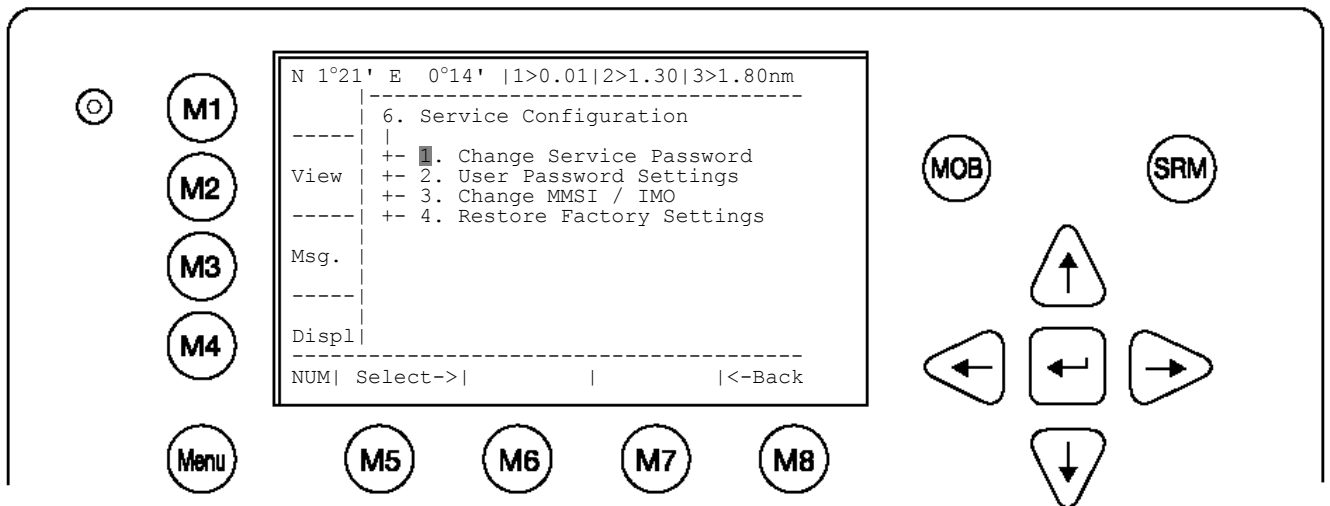 N 1°21' E 0°14' |1>0.01|2>1.30|3>1.80nm
6. Service Configuration
+- 1. Change Service Password
View | +- 2. User Password Settings
+- 3. Change MMSI / IMO
+- 4. Restore Factory Settings
Msg.
Displ|
NUM| Select->| | |<-Back
M1
M2
M3
M4
Menu
M5
M6
M7
M8
MOB
SRM